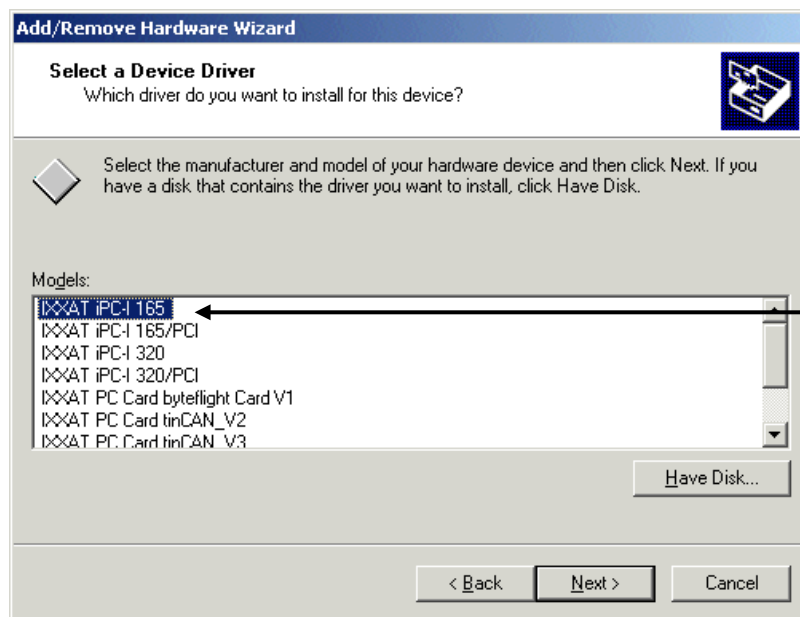 Add/Remove Hardware Wizard
Select a Device Driver
Which driver do you want to install for this device?
Select the manufacturer and model of your hardware device and then click Next. If you
have a disk that contains the driver you want to install, click Have Disk.
Models:
IXXAT iPC-I 165
IXXAT iPC-I 165/PCI
IXXAT iPC-I 320
IXXAT iPC-I 320/PCI
IXXAT PC Card byteflight Card V1
IXXAT PC Card tinCAN_V2
IXXAT PC Card tinCAN_V3
Have Disk...
< Back
Next >
Cancel